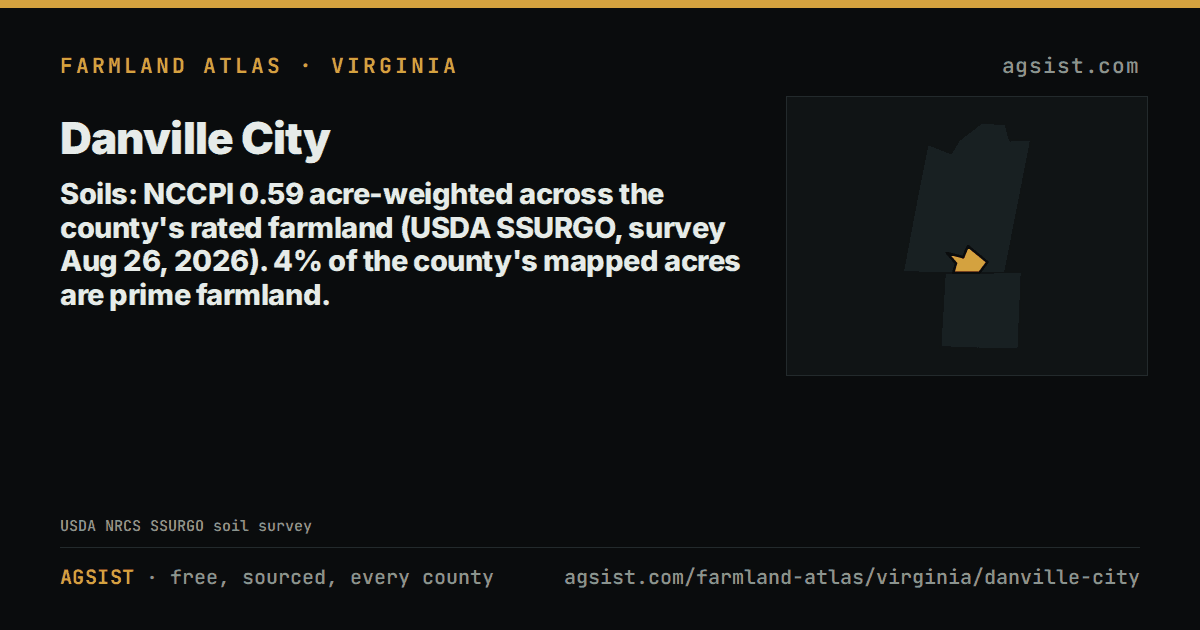 FARMLAND ATLAS · VIRGINIA
agsist.com
Danville City
Soils: NCCPI 0.59 acre-weighted across the
county's rated farmland (USDA SSURGO, survey
Aug 26, 2026). 4% of the county's mapped acres
are prime farmland.
USDA NRCS SSURGO soil survey
AGSIST · free, sourced, every county
agsist.com/farmland-atlas/virginia/danville-city